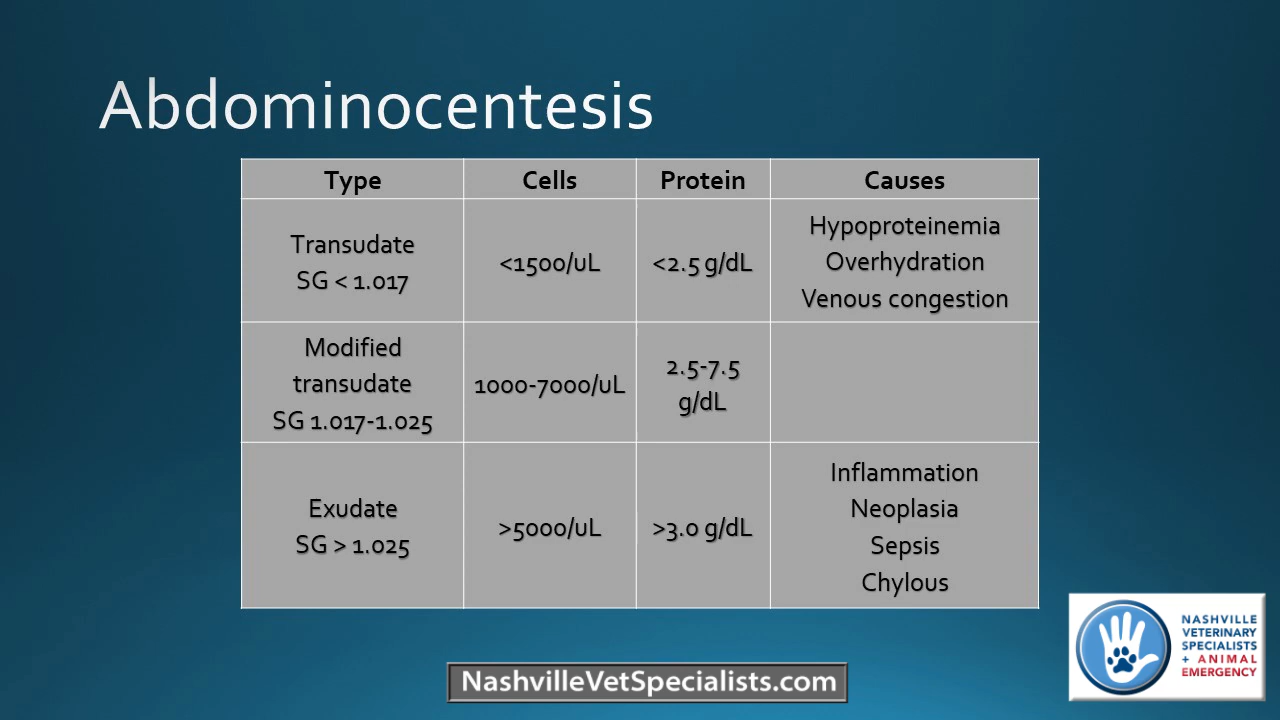 Abdominocentesis
Type Cells Protein Causes
Transudate
SG < 1.017
<1500/uL
<2.5 g/dL
Hypoproteinemia
Overhydration
Venous congestion
Modified
transudate
SG 1.017-1.025
1000-7000/uL
2.5-7.5
g/dL
Exudate
SG > 1.025
>5000/uL
>3.0 g/dL
Inflammation
Neoplasia
Sepsis
Chylous
NashvilleVetSpecialists.com
NASHVILLE
VETERINARY
SPECIALISTS
+ ANIMAL
EMERGENCY